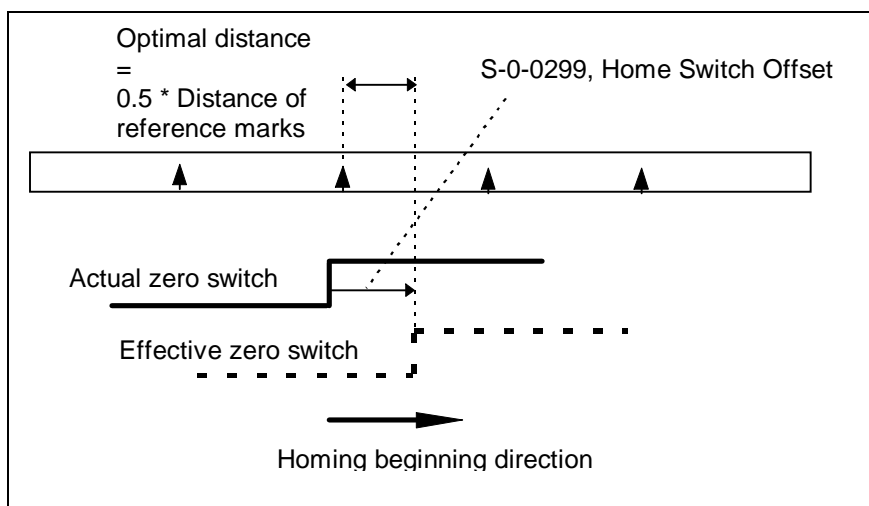 Optimal distance
=
0.5 * Distance of
reference marks
S-0-0299, Home Switch Offset
Actual zero switch
Effective zero switch
Homing beginning direction